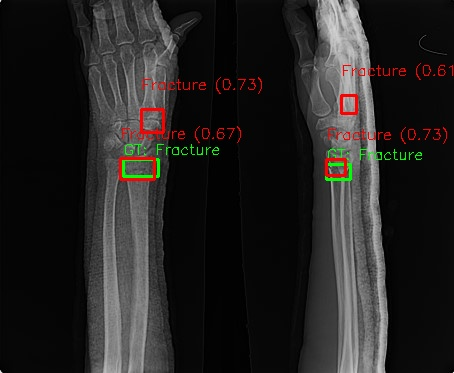 Fracture (0.73)
Fracture (0.67)
GT: Fracture
Fracture (0.61
Fracture (0.73)
GT: Fracture